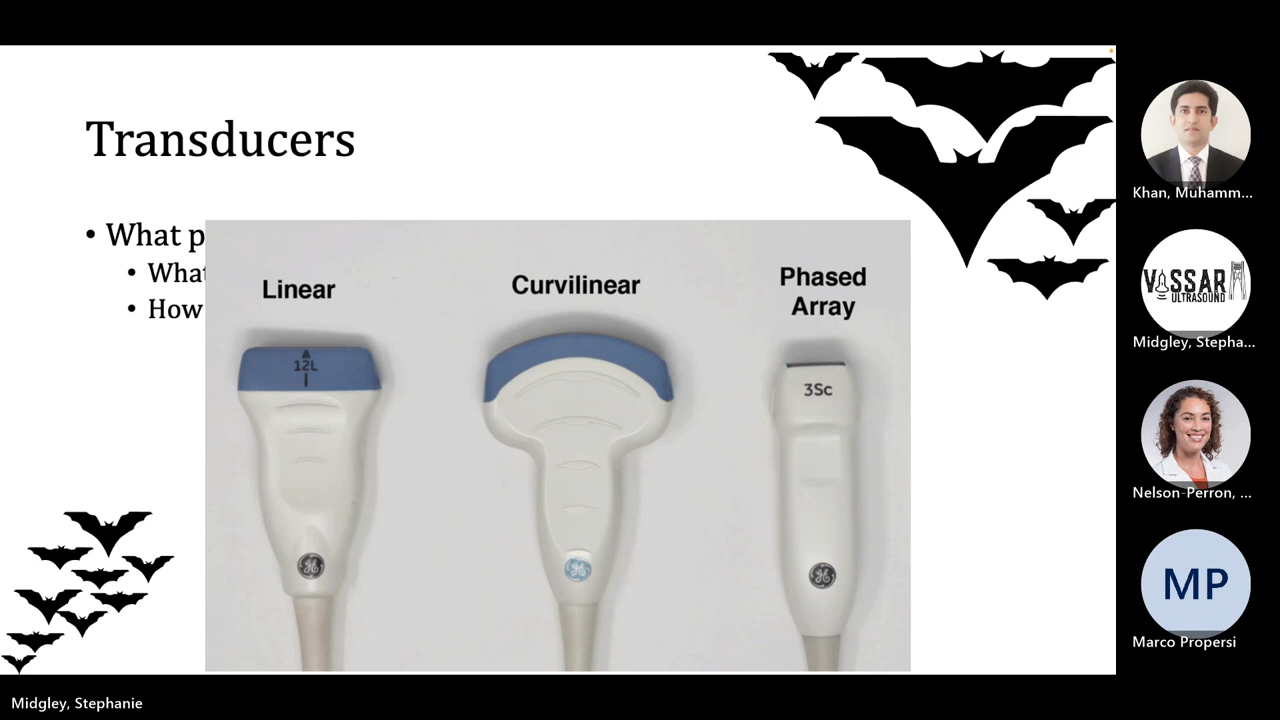 Transducers
• What p
• What
• How
Linear
Curvilinear
Phased
Array
12L
3Sc
Khan, Muhamm...
VASSAR
ULTRASOUND
Midgley, Stepha...
Nelson-Perron, ...
MP
Marco Propersi
Midgley, Stephanie